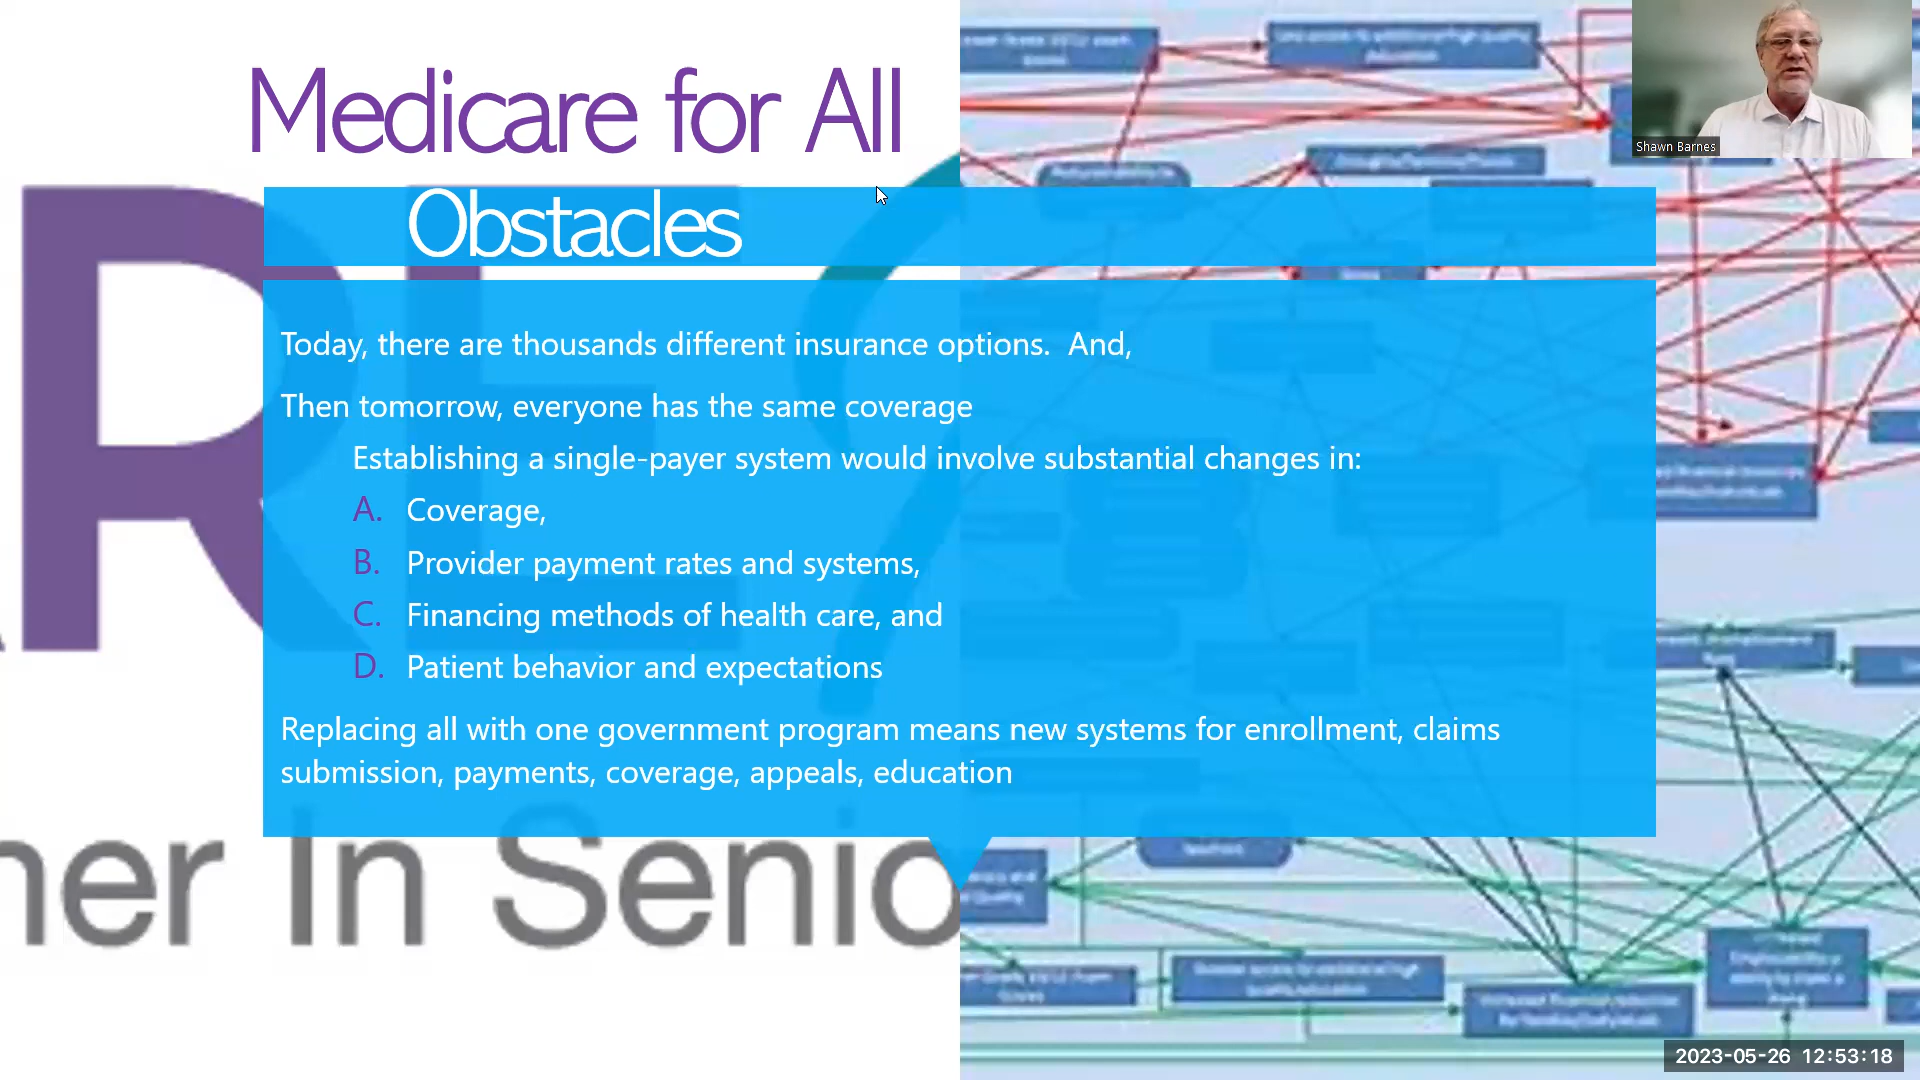 Medicare for All
Shawn Barnes
Obstacles
Today, there are thousands different insurance options.  And,
Then tomorrow, everyone has the same coverage
Establishing a single-payer system would involve substantial changes in:
A. Coverage,
B. Provider payment rates and systems,
C. Financing methods of health care, and
D. Patient behavior and expectations
Replacing all with one government program means new systems for enrollment, claims
submission, payments, coverage, appeals, education
In Senio
2023-05-26 12:53:18